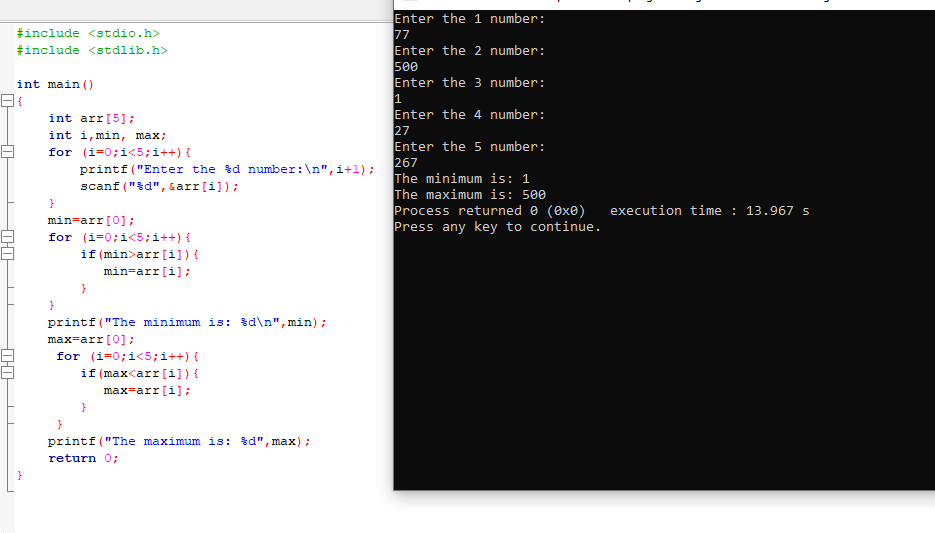 #include <stdio.h>
#include <stdlib.h>
int main()
{
int arr[5];
int i,min, max;
for (i=0;i<5;i++){
printf("Enter the %d number:\n",i+1);
scanf("%d",&arr[i]);
}
min=arr[0];
for (i=0;i<5;i++){
if(min>arr[i]){
min=arr[i];
}
}
printf("The minimum is: %d\n",min);
max=arr[0];
for (i=0;i<5;i++){
if(max<arr[i]){
max=arr[i];
}
}
printf("The maximum is: %d",max);
return 0;
}
Enter the 1 number:
77
Enter the 2 number:
500
Enter the 3 number:
1
Enter the 4 number:
27
Enter the 5 number:
267
The minimum is: 1
The maximum is: 500
Process returned 0 (0x0)   execution time : 13.967 s
Press any key to continue.